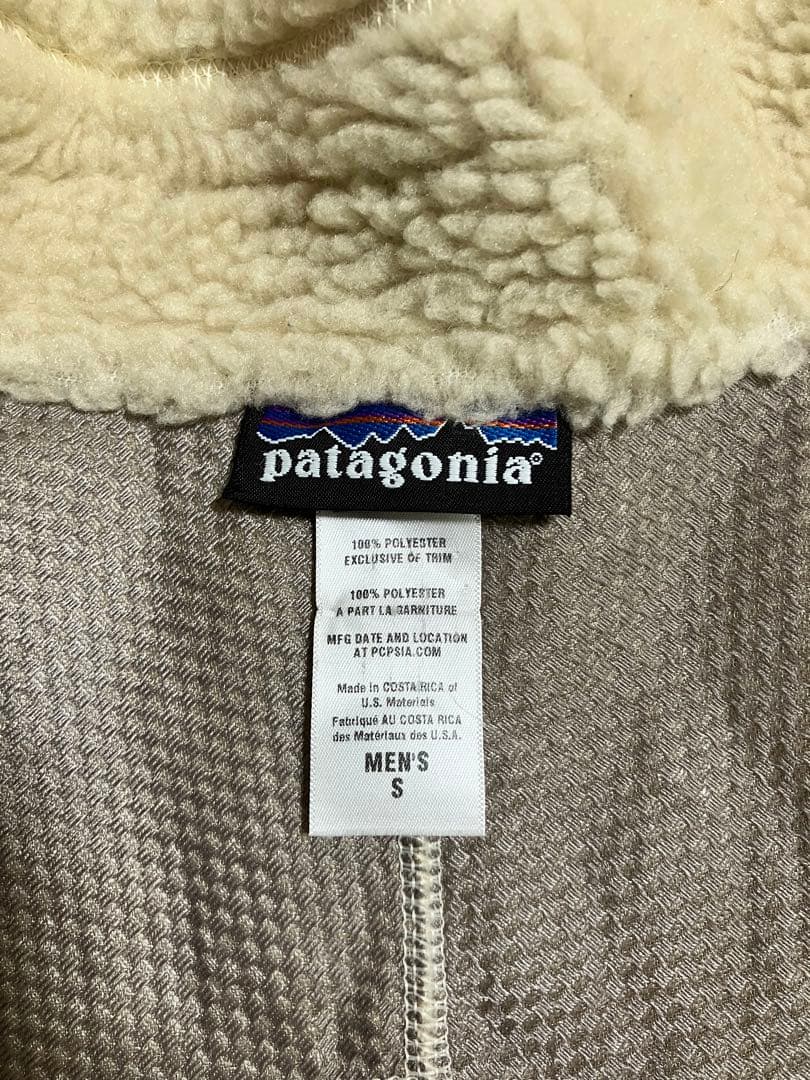 patagonia®
100% POLYESTER
EXCLUSIVE OF TRIM
100% POLYESTER
A PART LA GARNITURE
MFG DATE AND LOCATION
AT PCPSIA.COM
Made in COSTA RICA of
U.S. Materials
Fabriqué AU COSTA RICA
des Matériaux des U.S.A.
MEN'S
S